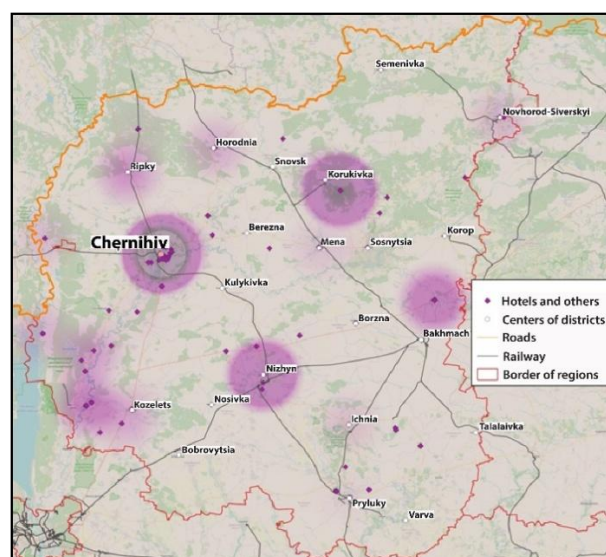 Semenivka
Novhorod-Siverskyi
Horodnia
Snovsk
Ripky
Korukivka
Berezna
Chernihiv
Mena
Sosnytsia
Korop
Kulykivka
Hotels and others
Centers of districts
Roads
Railway
Border of regions
Borzna
Bakhmach
Nizhyn
Kozelets
Nosivka
Ichnia
Talalaivka
Bobrovytsia
Pryluky
Varva